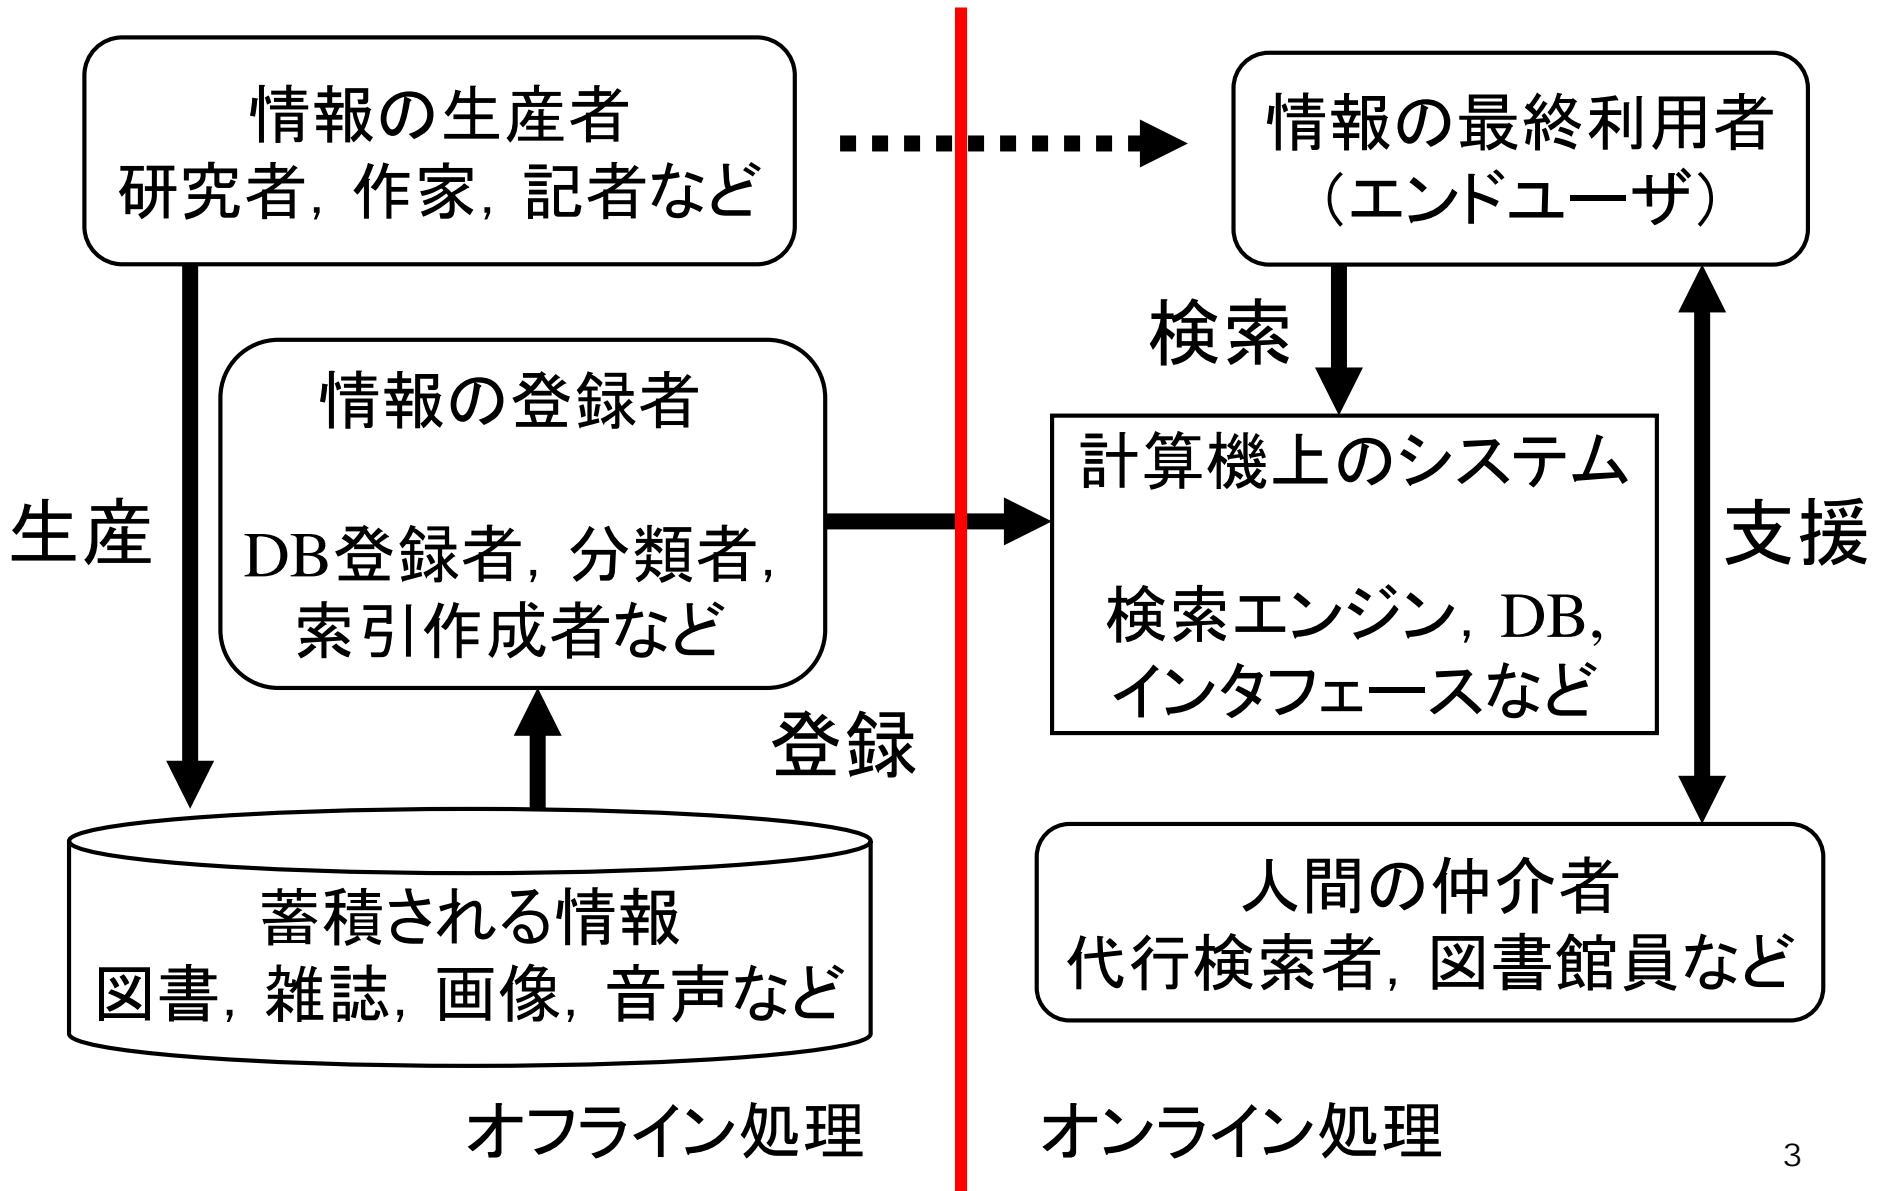 情報の生産者
研究者，作家，記者など
情報の最終利用者
（エンドユーザ）
検索
情報の登録者
DB登録者，分類者，
索引作成者など
生産
計算機上のシステム
検索エンジン，DB,
インタフェースなど
支援
登録
蓄積される情報
図書，雑誌，画像，音声など
人間の仲介者
代行検索者，図書館員など
オフライン処理
オンライン処理
3